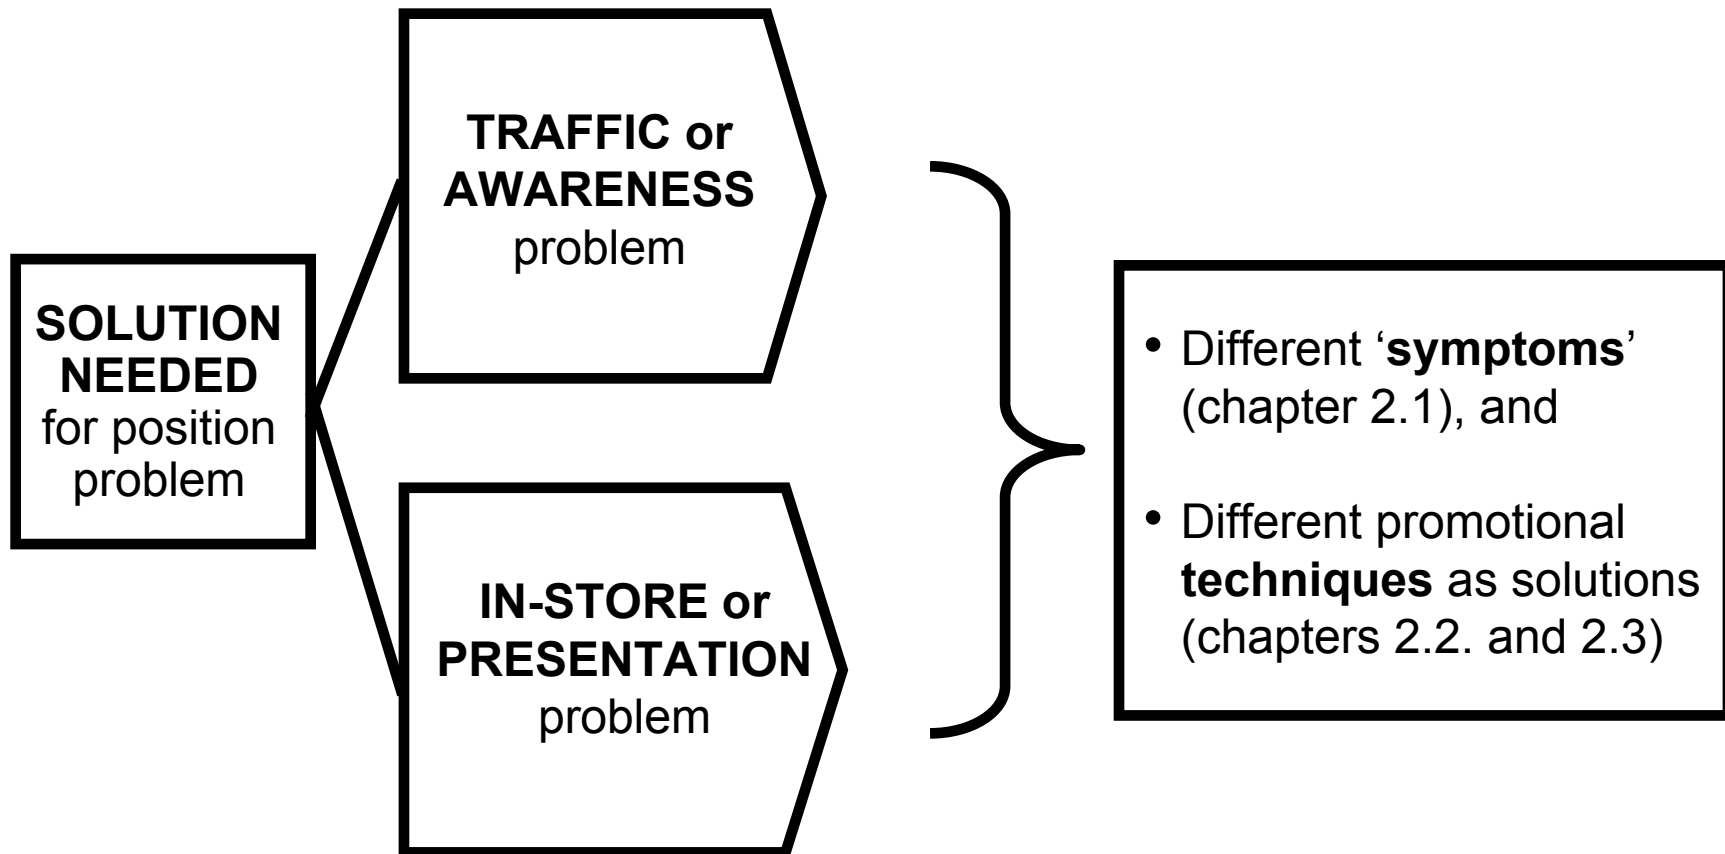 SOLUTION
NEEDED
for position
problem
TRAFFIC or
AWARENESS
problem
IN-STORE or
PRESENTATION
problem
• Different ‘symptoms’
(chapter 2.1), and
• Different promotional
techniques as solutions
(chapters 2.2. and 2.3)